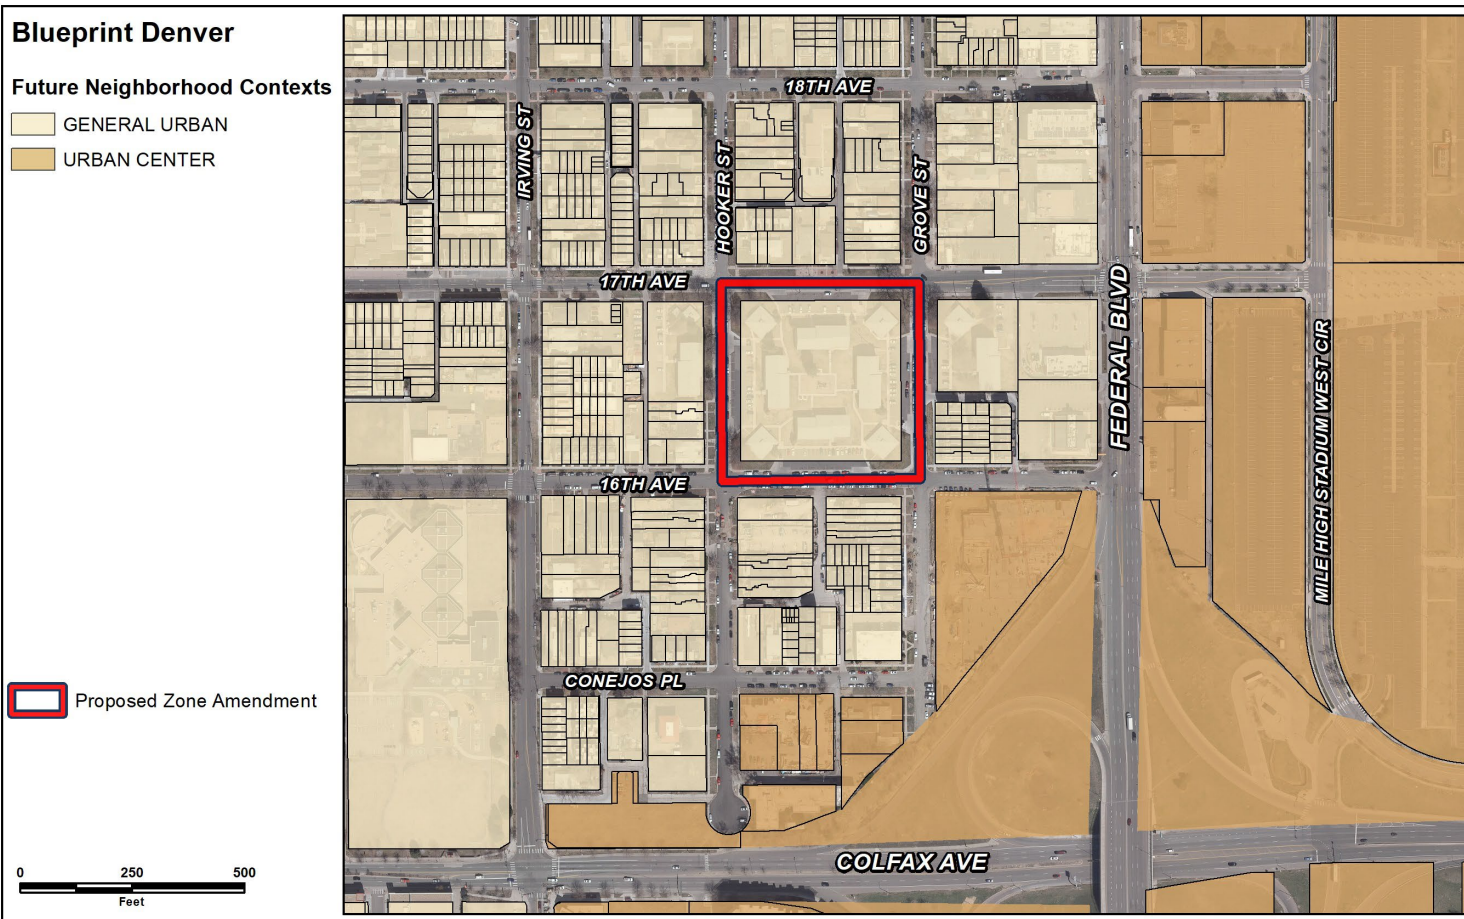 Blueprint Denver
Future Neighborhood Contexts
GENERAL URBAN
URBAN CENTER
Proposed Zone Amendment
0 250 500
Feet
18TH AVE
IRVING ST
HOOKER ST
GROVE ST
17TH AVE
FEDERAL BLVD
MILE HIGH STADIUM WEST CIR
16TH AVE
CONEJOS PL
COLFAX AVE